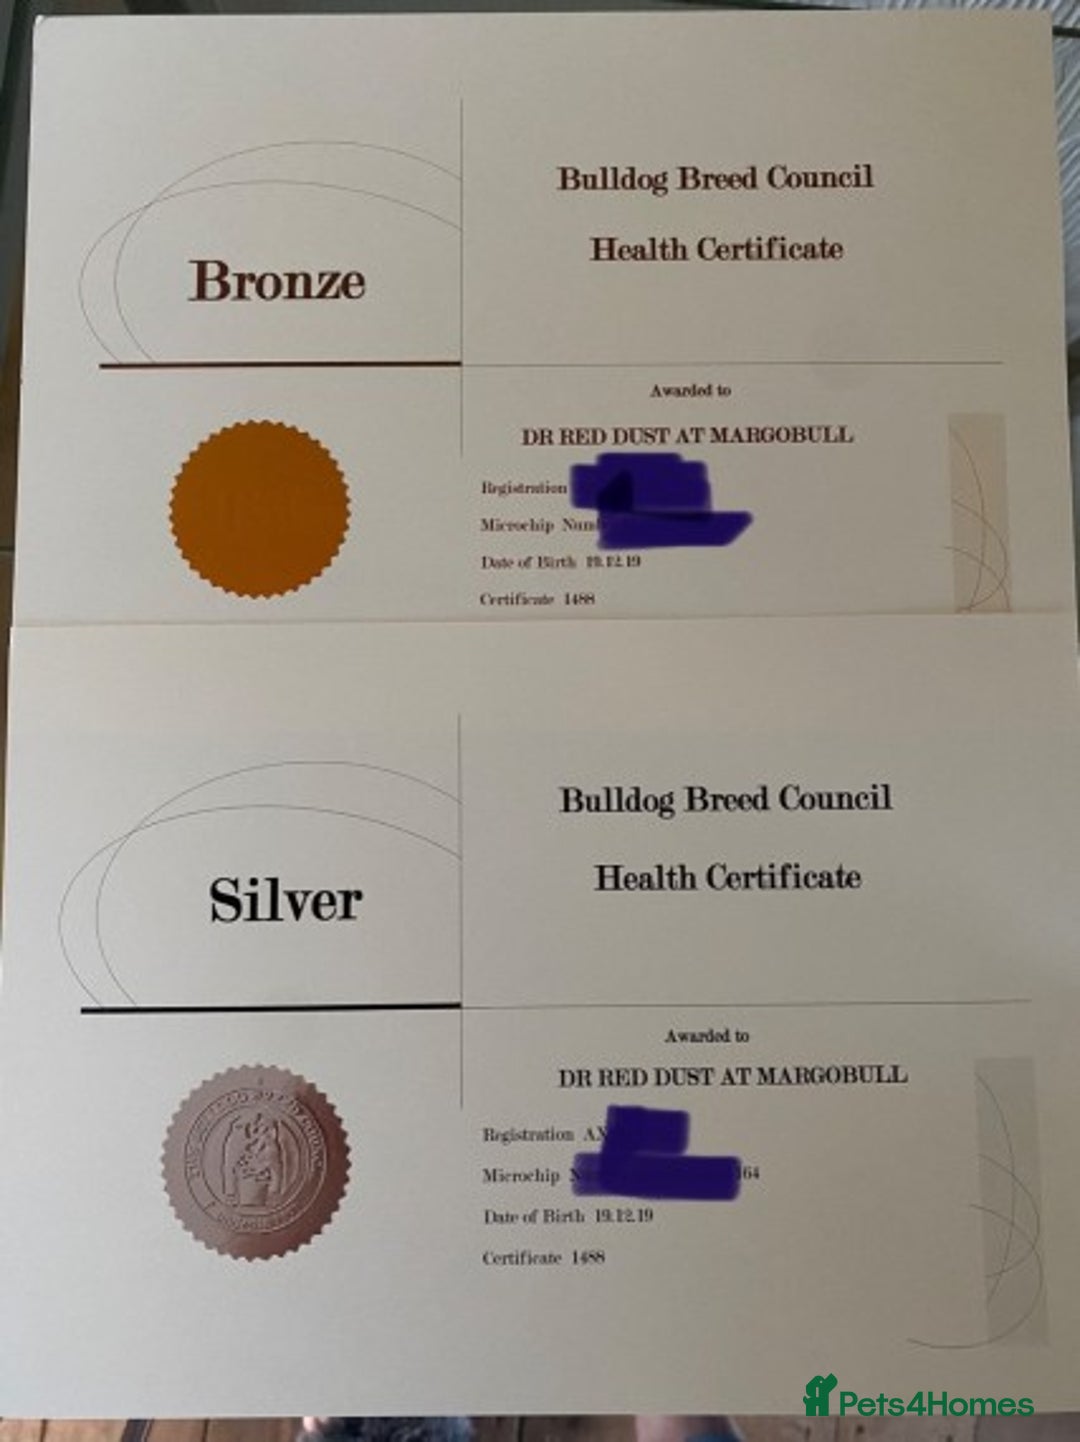 Bulldog Breed Council
Health Certificate
Bronze
Awarded to
DR RED DUST AT MARGOBULL
Registration
Microchip
Date of Birth 19.12.19
Certificate 1488
Bulldog Breed Council
Health Certificate
Silver
Awarded to
DR RED DUST AT MARGOBULL
Registration
Microchip 164
Date of Birth 19.12.19
Certificate 1488
Pets4Homes